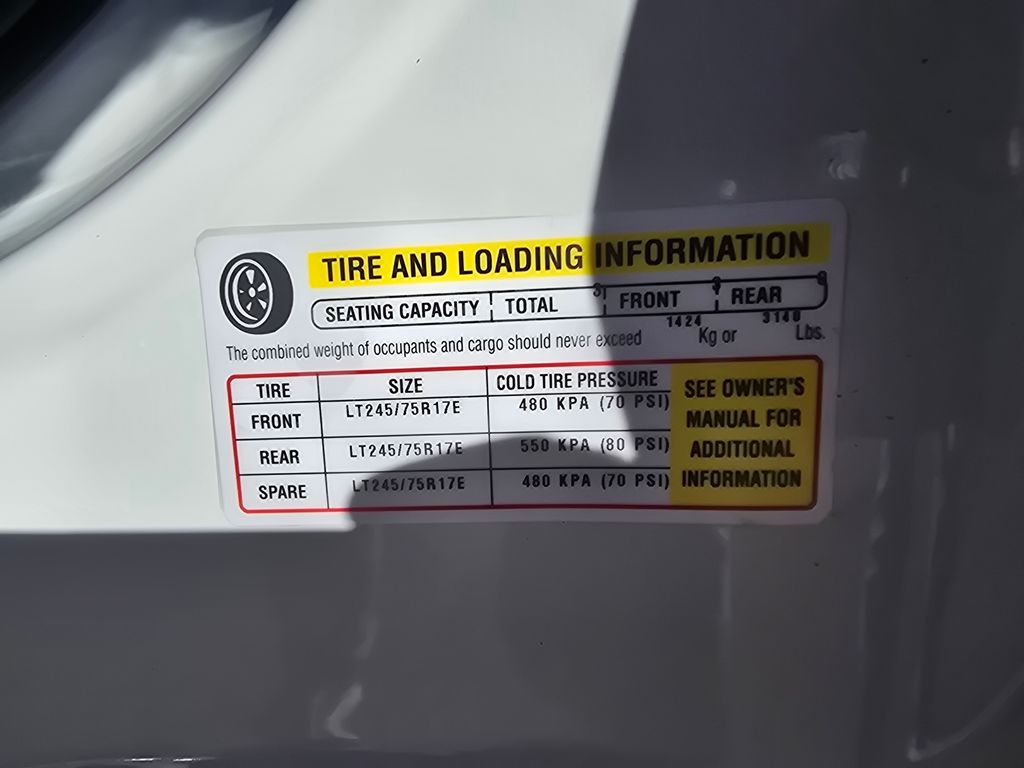 TIRE AND LOADING INFORMATION
SEATING CAPACITY TOTAL 3 FRONT REAR
The combined weight of occupants and cargo should never exceed 1424 Kg or 3140 Lbs.
TIRE SIZE COLD TIRE PRESSURE
FRONT LT245/75R17E 480 KPA (70 PSI)
REAR LT245/75R17E 550 KPA (80 PSI)
SPARE LT245/75R17E 480 KPA (70 PSI)
SEE OWNER'S
MANUAL FOR
ADDITIONAL
INFORMATION